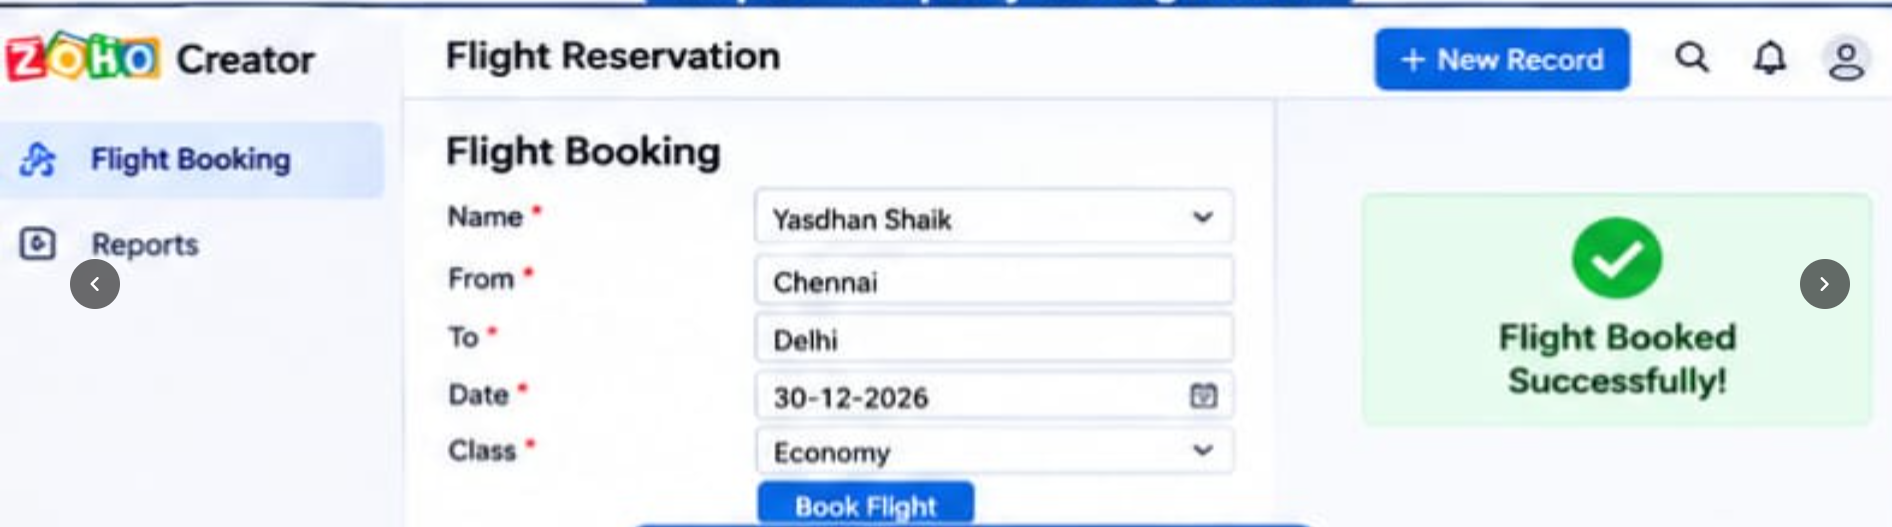 ZOHO Creator
Flight Reservation
+ New Record
Flight Booking
Reports
Flight Booking
Name *
Yasdhan Shaik
From *
Chennai
To *
Delhi
Date *
30-12-2026
Class *
Economy
Book Flight
Flight Booked
Successfully!